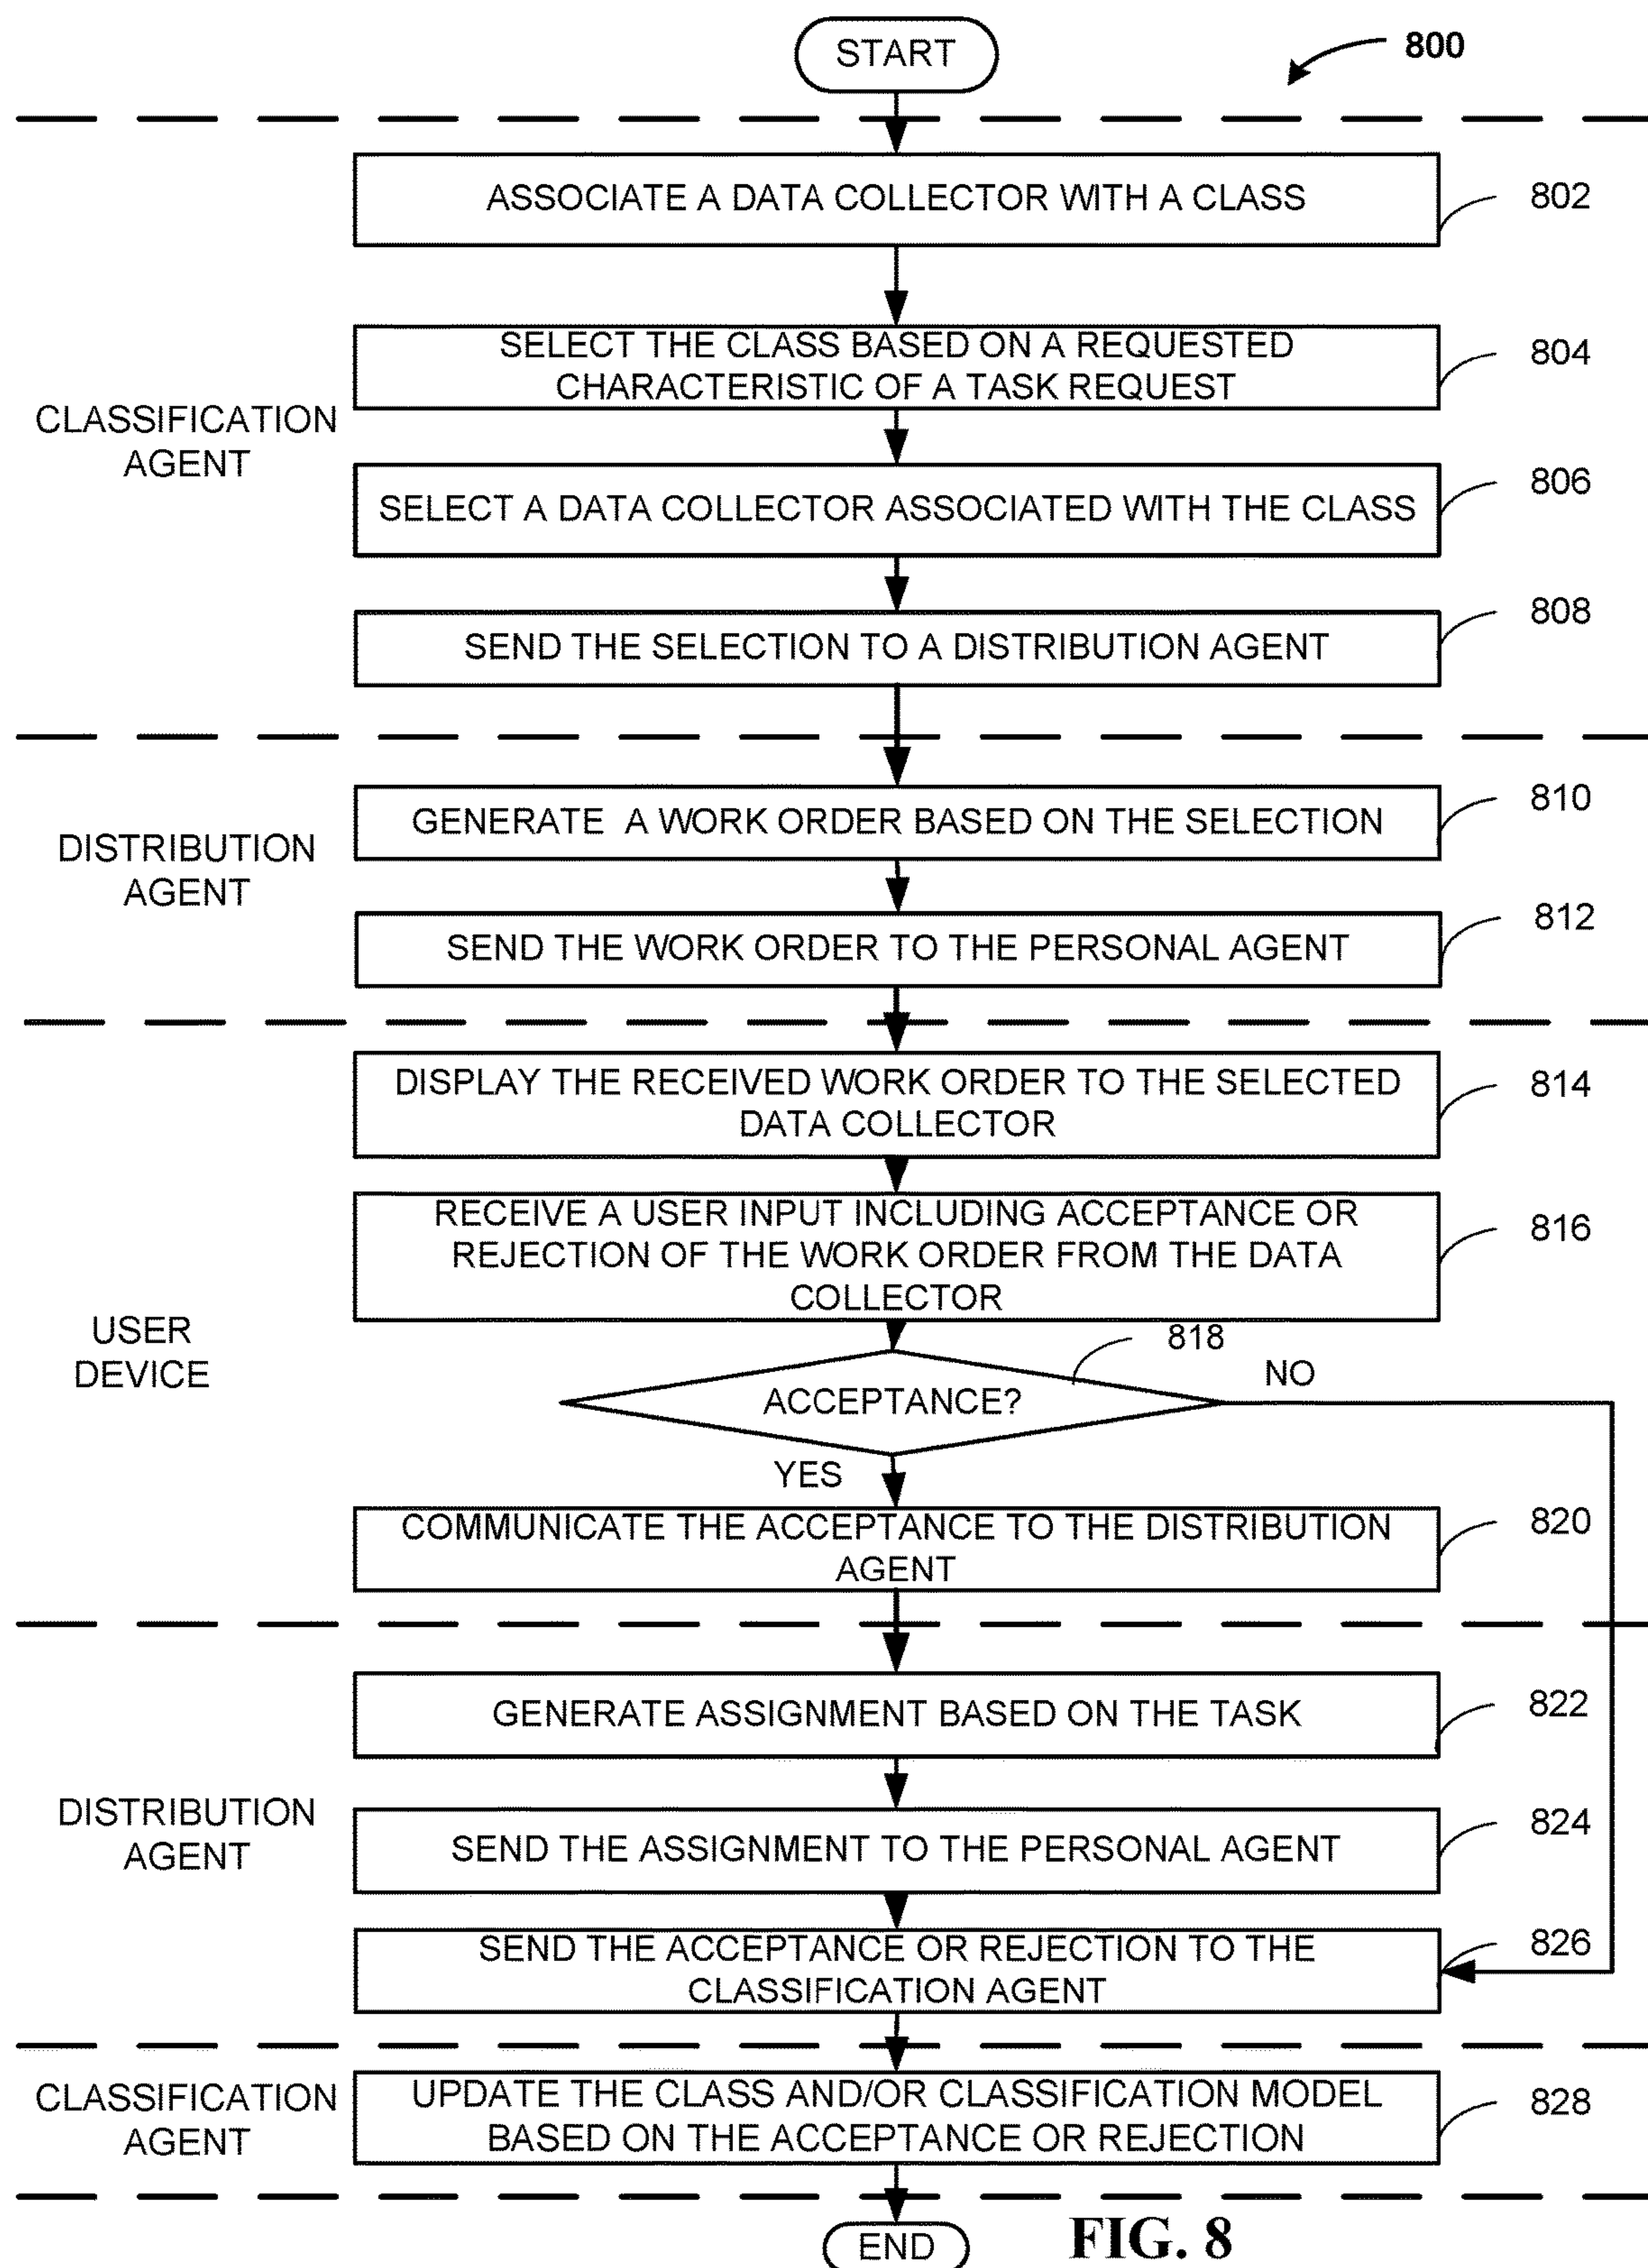 START
800
ASSOCIATE A DATA COLLECTOR WITH A CLASS
802
SELECT THE CLASS BASED ON A REQUESTED
CHARACTERISTIC OF A TASK REQUEST
804
CLASSIFICATION
AGENT
SELECT A DATA COLLECTOR ASSOCIATED WITH THE CLASS
806
SEND THE SELECTION TO A DISTRIBUTION AGENT
808
GENERATE A WORK ORDER BASED ON THE SELECTION
810
DISTRIBUTION
AGENT
SEND THE WORK ORDER TO THE PERSONAL AGENT
812
DISPLAY THE RECEIVED WORK ORDER TO THE SELECTED
DATA COLLECTOR
814
RECEIVE A USER INPUT INCLUDING ACCEPTANCE OR
REJECTION OF THE WORK ORDER FROM THE DATA
COLLECTOR
816
USER
DEVICE
818
ACCEPTANCE?
NO
YES
COMMUNICATE THE ACCEPTANCE TO THE DISTRIBUTION
AGENT
820
GENERATE ASSIGNMENT BASED ON THE TASK
822
DISTRIBUTION
AGENT
SEND THE ASSIGNMENT TO THE PERSONAL AGENT
824
SEND THE ACCEPTANCE OR REJECTION TO THE
CLASSIFICATION AGENT
826
CLASSIFICATION
AGENT
UPDATE THE CLASS AND/OR CLASSIFICATION MODEL
BASED ON THE ACCEPTANCE OR REJECTION
828
END
FIG. 8